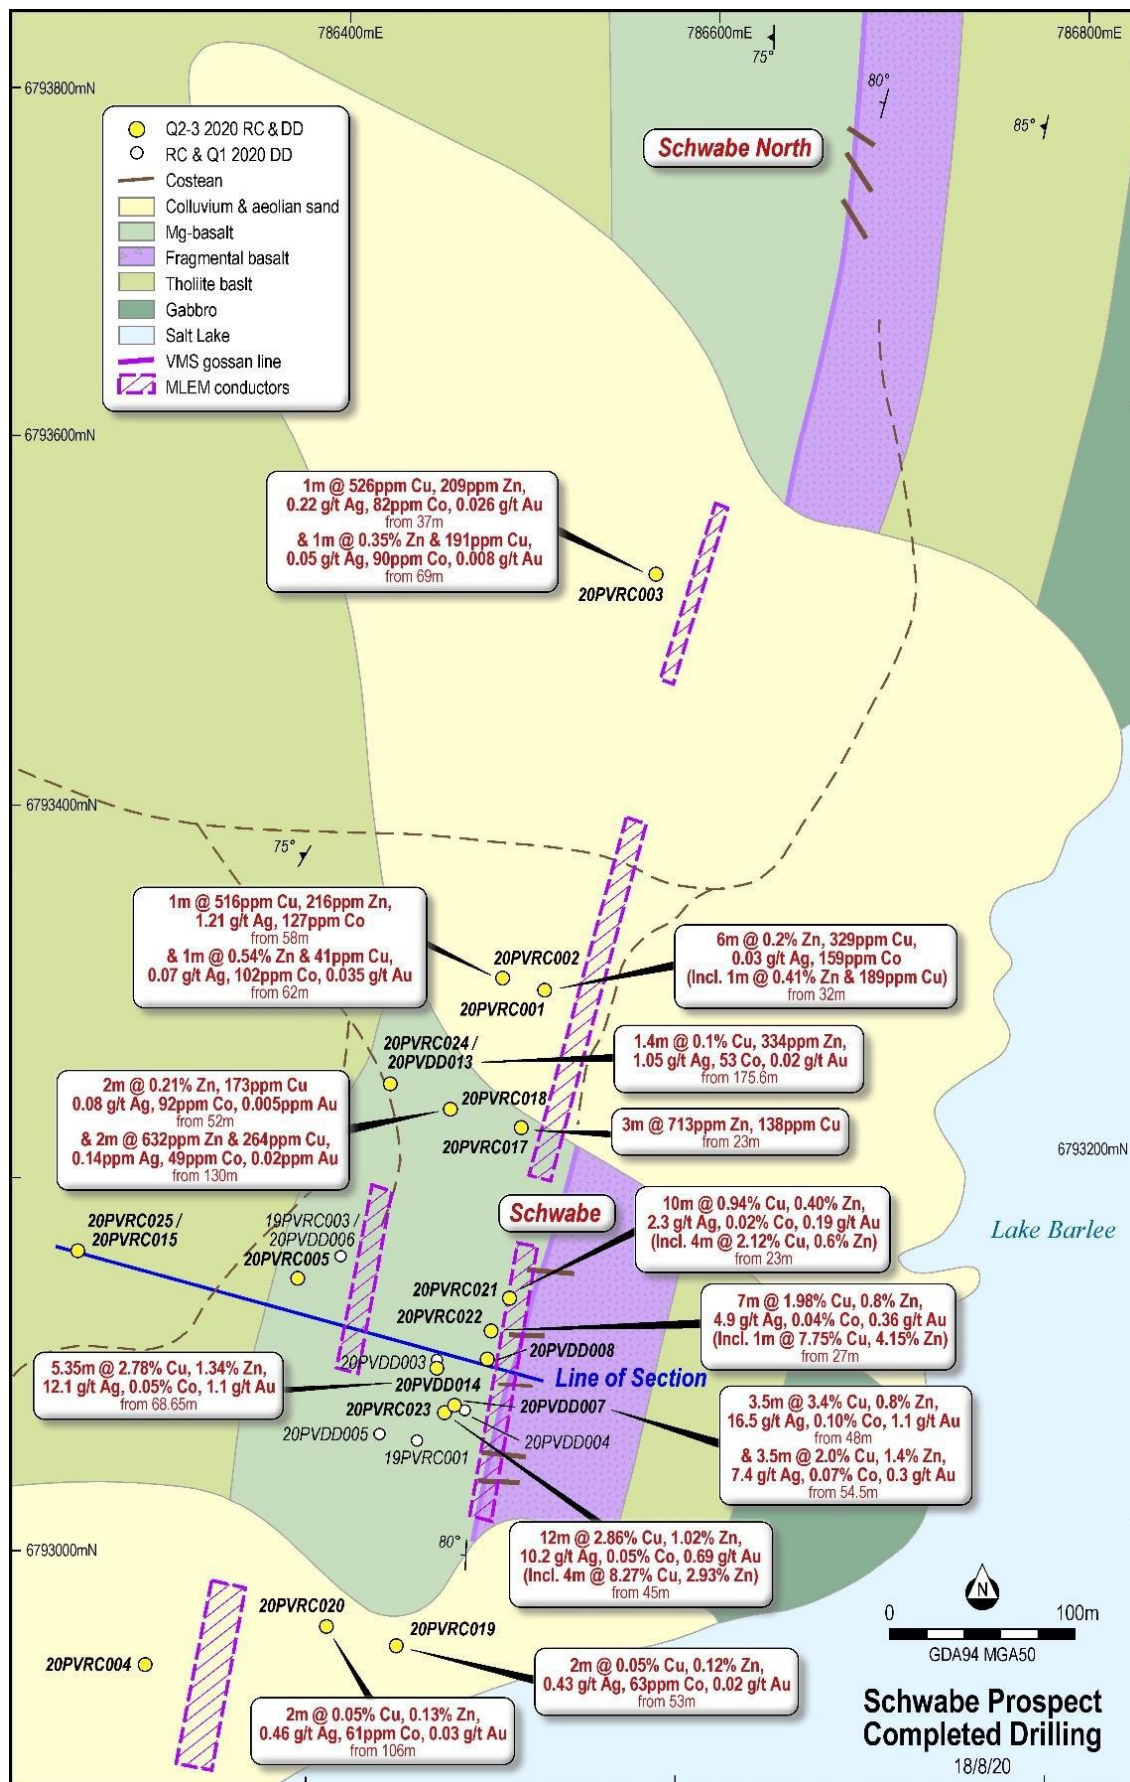 786400mE
786600mE
786800mE
75°
80°
85°
6793800mN
Q2-3 2020 RC & DD
RC & Q1 2020 DD
Costean
Colluvium & aeolian sand
Mg-basalt
Fragmental basalt
Tholiite baslt
Gabbro
Salt Lake
VMS gossan line
MLEM conductors
Schwabe North
6793600mN
1m @ 526ppm Cu, 209ppm Zn,
0.22 g/t Ag, 82ppm Co, 0.026 g/t Au
from 37m
& 1m @ 0.35% Zn & 191ppm Cu,
0.05 g/t Ag, 90ppm Co, 0.008 g/t Au
from 69m
20PVRC003
6793400mN
75°
1m @ 516ppm Cu, 216ppm Zn,
1.21 g/t Ag, 127ppm Co
from 58m
& 1m @ 0.54% Zn & 41ppm Cu,
0.07 g/t Ag, 102ppm Co, 0.035 g/t Au
from 62m
20PVRC002
20PVRC001
6m @ 0.2% Zn, 329ppm Cu,
0.03 g/t Ag, 159ppm Co
(Incl. 1m @ 0.41% Zn & 189ppm Cu)
from 32m
20PVRC024 /
20PVDD013
1.4m @ 0.1% Cu, 334ppm Zn,
1.05 g/t Ag, 53 Co, 0.02 g/t Au
from 175.6m
2m @ 0.21% Zn, 173ppm Cu
0.08 g/t Ag, 92ppm Co, 0.005ppm Au
from 52m
& 2m @ 632ppm Zn & 264ppm Cu,
0.14ppm Ag, 49ppm Co, 0.02ppm Au
from 130m
20PVRC018
20PVRC017
3m @ 713ppm Zn, 138ppm Cu
from 23m
6793200mN
Schwabe
20PVRC025 /
20PVRC015
19PVRC003 /
20PVDD006
20PVRC005
10m @ 0.94% Cu, 0.40% Zn,
2.3 g/t Ag, 0.02% Co, 0.19 g/t Au
(Incl. 4m @ 2.12% Cu, 0.6% Zn)
from 23m
Lake Barlee
20PVRC021
20PVRC022
7m @ 1.98% Cu, 0.8% Zn,
4.9 g/t Ag, 0.04% Co, 0.36 g/t Au
(Incl. 1m @ 7.75% Cu, 4.15% Zn)
from 27m
20PVDD003
20PVDD008
5.35m @ 2.78% Cu, 1.34% Zn,
12.1 g/t Ag, 0.05% Co, 1.1 g/t Au
from 68.65m
20PVDD014
Line of Section
20PVRC023
20PVDD007
20PVDD005
20PVDD004
19PVRC001
3.5m @ 3.4% Cu, 0.8% Zn,
16.5 g/t Ag, 0.10% Co, 1.1 g/t Au
from 48m
& 3.5m @ 2.0% Cu, 1.4% Zn,
7.4 g/t Ag, 0.07% Co, 0.3 g/t Au
from 54.5m
6793000mN
80°
12m @ 2.86% Cu, 1.02% Zn,
10.2 g/t Ag, 0.05% Co, 0.69 g/t Au
(Incl. 4m @ 8.27% Cu, 2.93% Zn)
from 45m
20PVRC020
20PVRC019
20PVRC004
2m @ 0.05% Cu, 0.12% Zn,
0.43 g/t Ag, 63ppm Co, 0.02 g/t Au
from 53m
2m @ 0.05% Cu, 0.13% Zn,
0.46 g/t Ag, 61ppm Co, 0.03 g/t Au
from 106m
N
0
100m
GDA94 MGA50
Schwabe Prospect
Completed Drilling
18/8/20